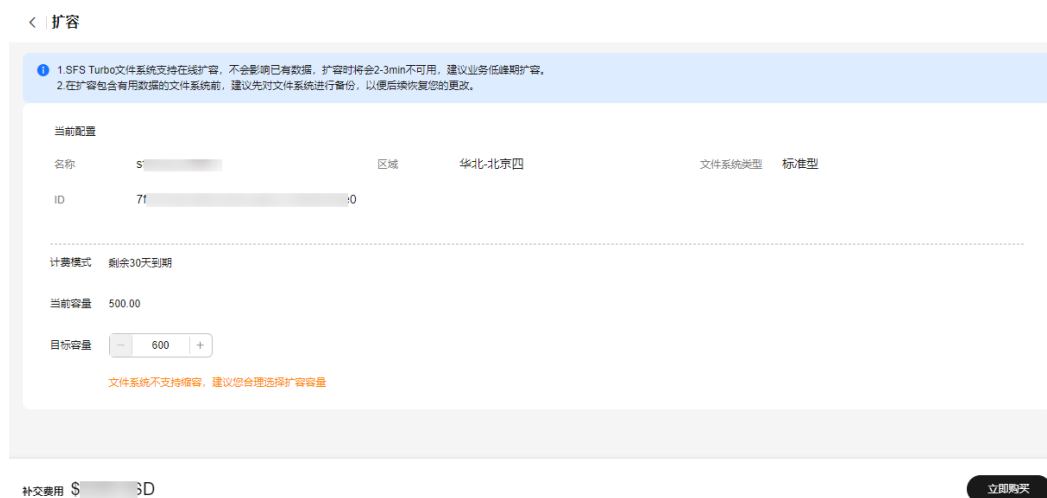 扩容
1.SFS Turbo文件系统支持在线扩容，不会影响已有数据，扩容时将会2-3min不可用，建议业务低峰期扩容。
2.在扩容包含有用数据的文件系统前，建议先对文件系统进行备份，以便后续恢复您的更改。
当前配置
名称 区域 华北-北京四 文件系统类型 标准型
ID 7f e0
计费模式 剩余30天到期
当前容量 500.00
目标容量 － 600 +
文件系统不支持缩容，建议您合理选择扩容容量
补交费用 $ SD 立即购买